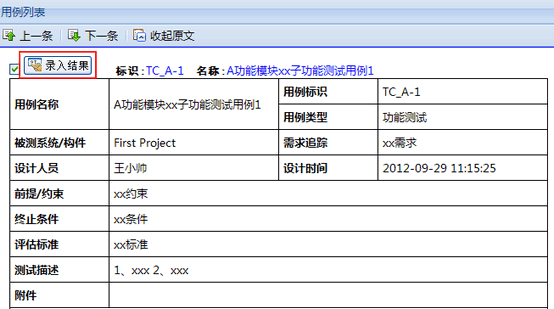 用例列表
上一条 下一条 收起原文
录入结果 标识:TC_A-1 名称:A功能模块xx子功能测试用例1
用例名称 A功能模块xx子功能测试用例1 用例标识 TC_A-1
用例类型 功能测试
被测系统/构件 First Project 需求追踪 xx需求
设计人员 王小帅 设计时间 2012-09-29 11:15:25
前提/约束 xx约束
终止条件 xx条件
评估标准 xx标准
测试描述 1、xxx 2、xxx
附件